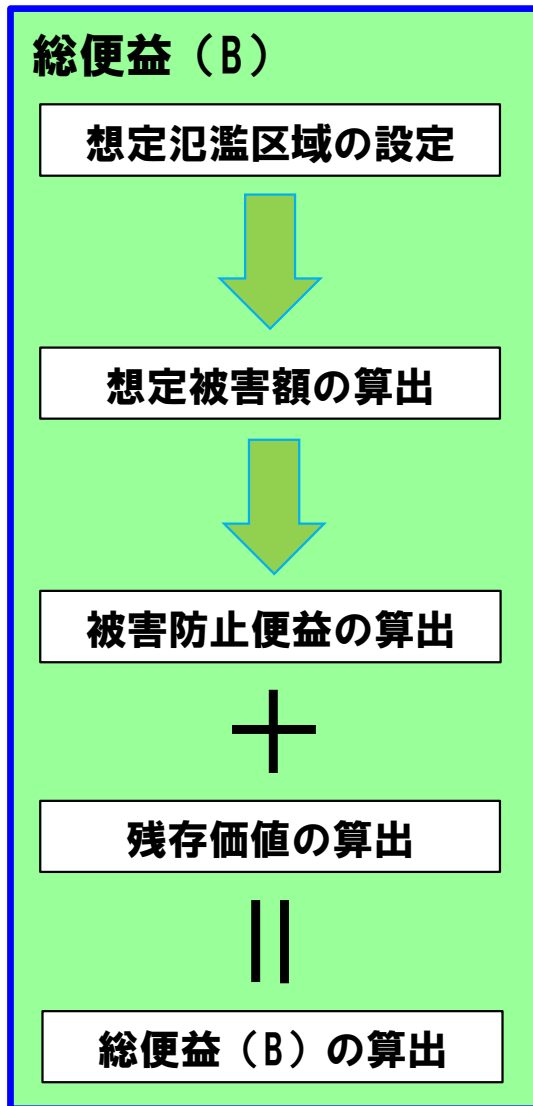 総便益（B）
想定氾濫区域の設定
想定被害額の算出
被害防止便益の算出
＋
残存価値の算出
総便益（B）の算出